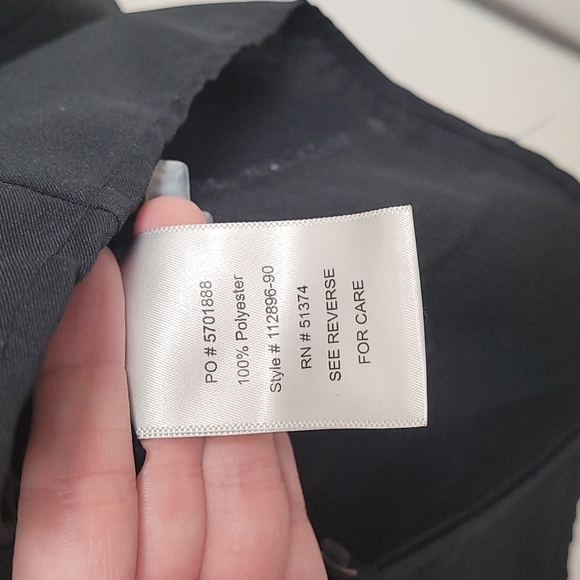 PO # 5701888
100% Polyester
Style # 112896-90
RN # 51374
SEE REVERSE
FOR CARE